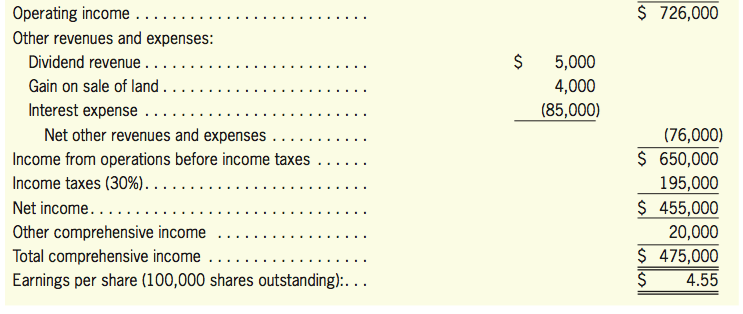 Operating income . . . . . . . . . . . . . . . . . . . . . . . . . . $ 726,000
Other revenues and expenses:
Dividend revenue . . . . . . . . . . . . . . . . . . . . . . . . . $ 5,000
Gain on sale of land . . . . . . . . . . . . . . . . . . . . . . . 4,000
Interest expense . . . . . . . . . . . . . . . . . . . . . . . . . (85,000)
Net other revenues and expenses . . . . . . . . . . . (76,000)
Income from operations before income taxes . . . . . . $ 650,000
Income taxes (30%). . . . . . . . . . . . . . . . . . . . . . . . . 195,000
Net income. . . . . . . . . . . . . . . . . . . . . . . . . . . . . . . $ 455,000
Other comprehensive income . . . . . . . . . . . . . . . . . 20,000
Total comprehensive income . . . . . . . . . . . . . . . . . . $ 475,000
Earnings per share (100,000 shares outstanding):. . . $ 4.55